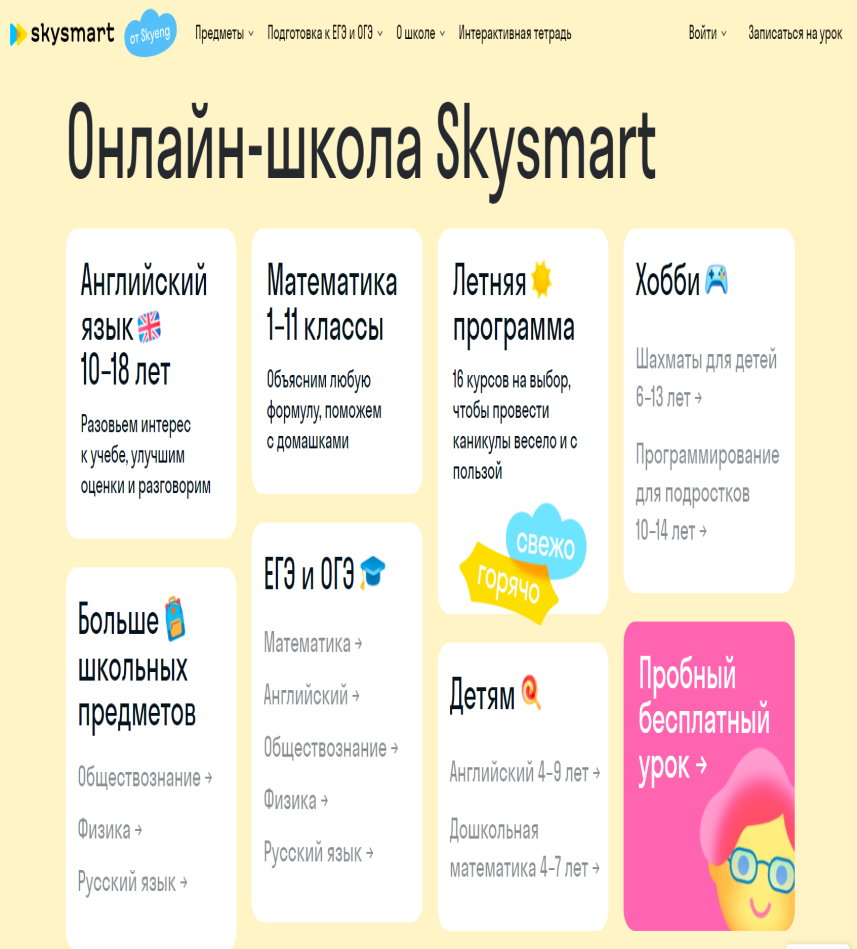 skysmart
от Skyeng
Предметы
Подготовка к ЕГЭ и ОГЭ
О школе
Интерактивная тетрадь
Войти
Записаться на урок
Онлайн-школа Skysmart
Английский
язык
10–18 лет
Разовьем интерес
к учебе, улучшим
оценки и разговорим
Математика
1–11 классы
Объясним любую
формулу, поможем
с домашками
Летняя
программа
16 курсов на выбор,
чтобы провести
каникулы весело и с
пользой
свежо
горячо
Хобби
Шахматы для детей
6–13 лет →
Программирование
для подростков
10–14 лет →
Больше
школьных
предметов
Обществознание →
Физика →
Русский язык →
ЕГЭ и ОГЭ
Математика →
Английский →
Обществознание →
Физика →
Русский язык →
Детям
Английский 4–9 лет →
Дошкольная
математика 4–7 лет →
Пробный
бесплатный
урок →